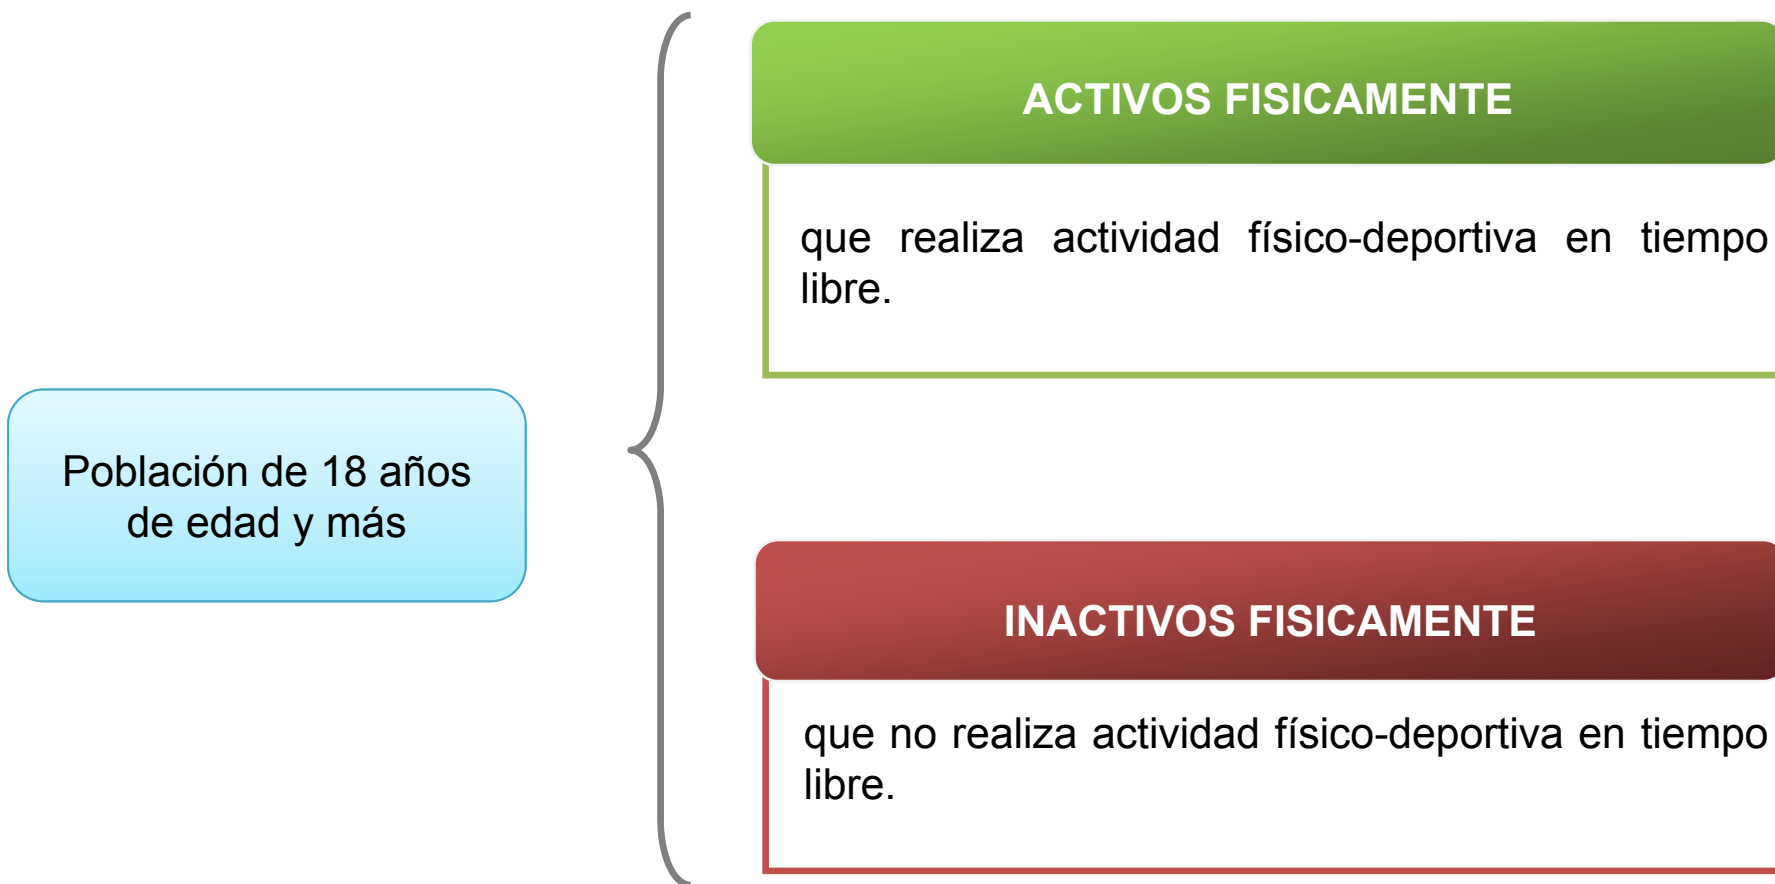 ACTIVOS FISICAMENTE
que realiza actividad físico-deportiva en tiempo
libre.
Población de 18 años
de edad y más
INACTIVOS FISICAMENTE
que no realiza actividad físico-deportiva en tiempo
libre.